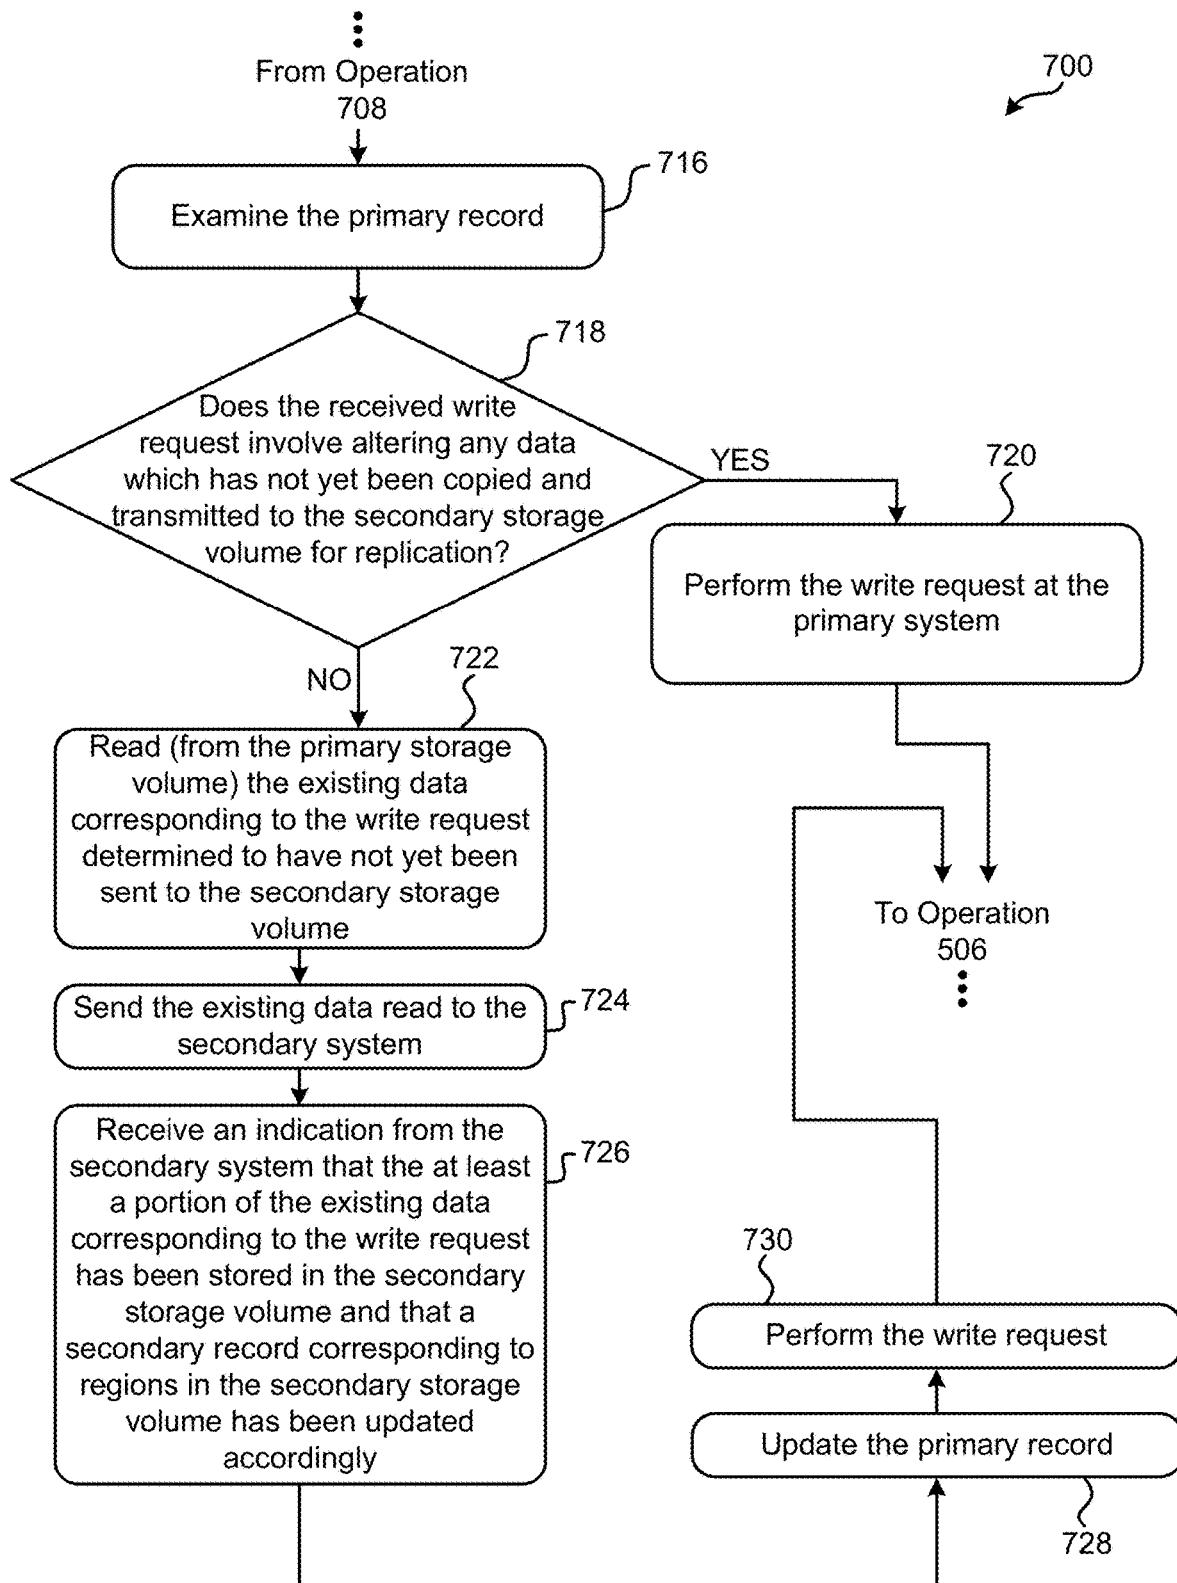 From Operation
708
700
716
Examine the primary record
718
Does the received write
request involve altering any data
which has not yet been copied and
transmitted to the secondary storage
volume for replication?
YES
720
Perform the write request at the
primary system
NO
722
Read (from the primary storage
volume) the existing data
corresponding to the write request
determined to have not yet been
sent to the secondary storage
volume
To Operation
506
Send the existing data read to the
secondary system
724
Receive an indication from the
secondary system that the at least
a portion of the existing data
corresponding to the write request
has been stored in the secondary
storage volume and that a
secondary record corresponding to
regions in the secondary storage
volume has been updated
accordingly
726
730
Perform the write request
Update the primary record
728